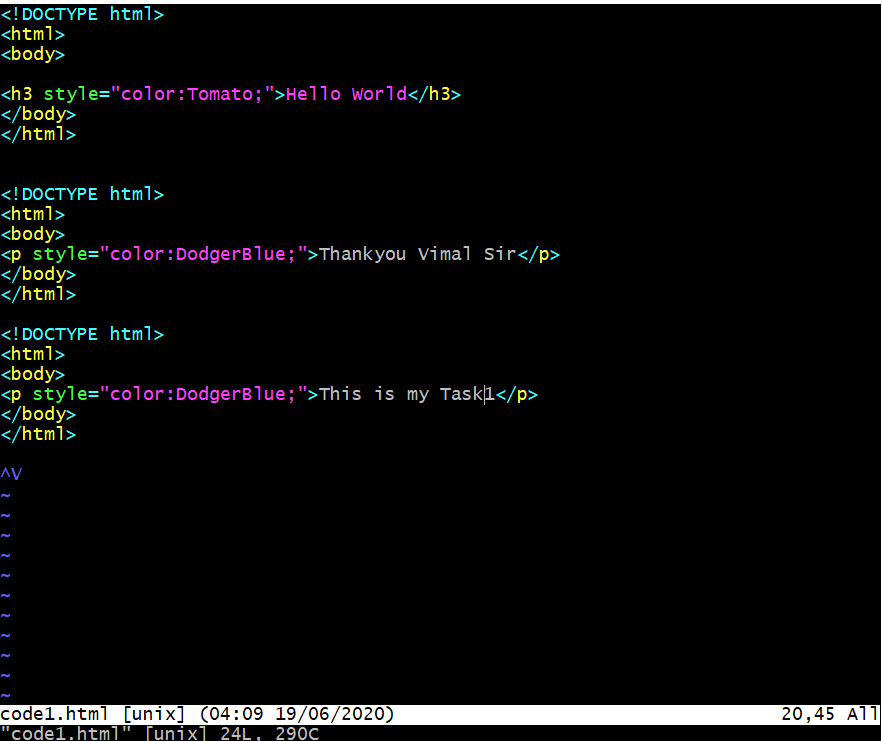 <!DOCTYPE html>
<html>
<body>
<h3 style="color:Tomato;">Hello World</h3>
</body>
</html>
<!DOCTYPE html>
<html>
<body>
<p style="color:DodgerBlue;">Thankyou Vimal Sir</p>
</body>
</html>
<!DOCTYPE html>
<html>
<body>
<p style="color:DodgerBlue;">This is my Task1</p>
</body>
</html>
^V
~
~
~
~
~
~
~
~
~
~
~
code1.html [unix] (04:09 19/06/2020) 20,45 All
"code1.html" [unix] 24L, 290C